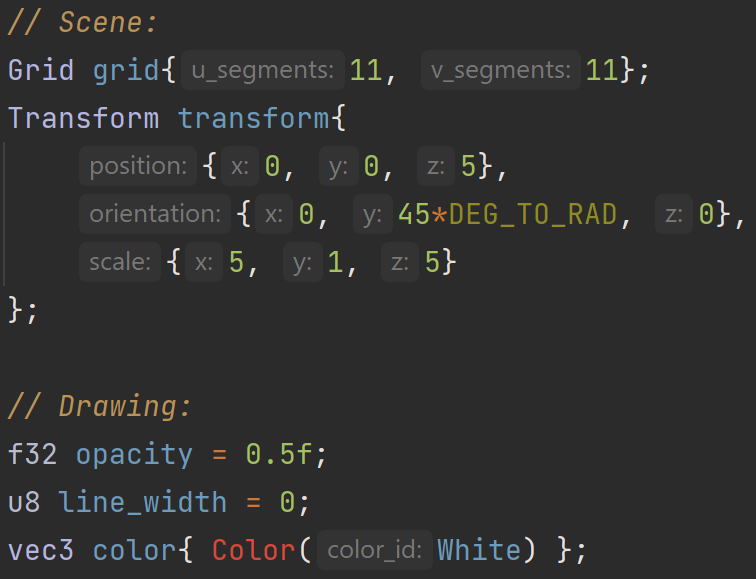 // Scene:
Grid grid{ u_segments: 11, v_segments: 11};
Transform transform{
position: { x: 0, y: 0, z: 5},
orientation: { x: 0, y: 45*DEG_TO_RAD, z: 0},
scale: { x: 5, y: 1, z: 5}
};
// Drawing:
f32 opacity = 0.5f;
u8 line_width = 0;
vec3 color{ Color( color_id: White) };